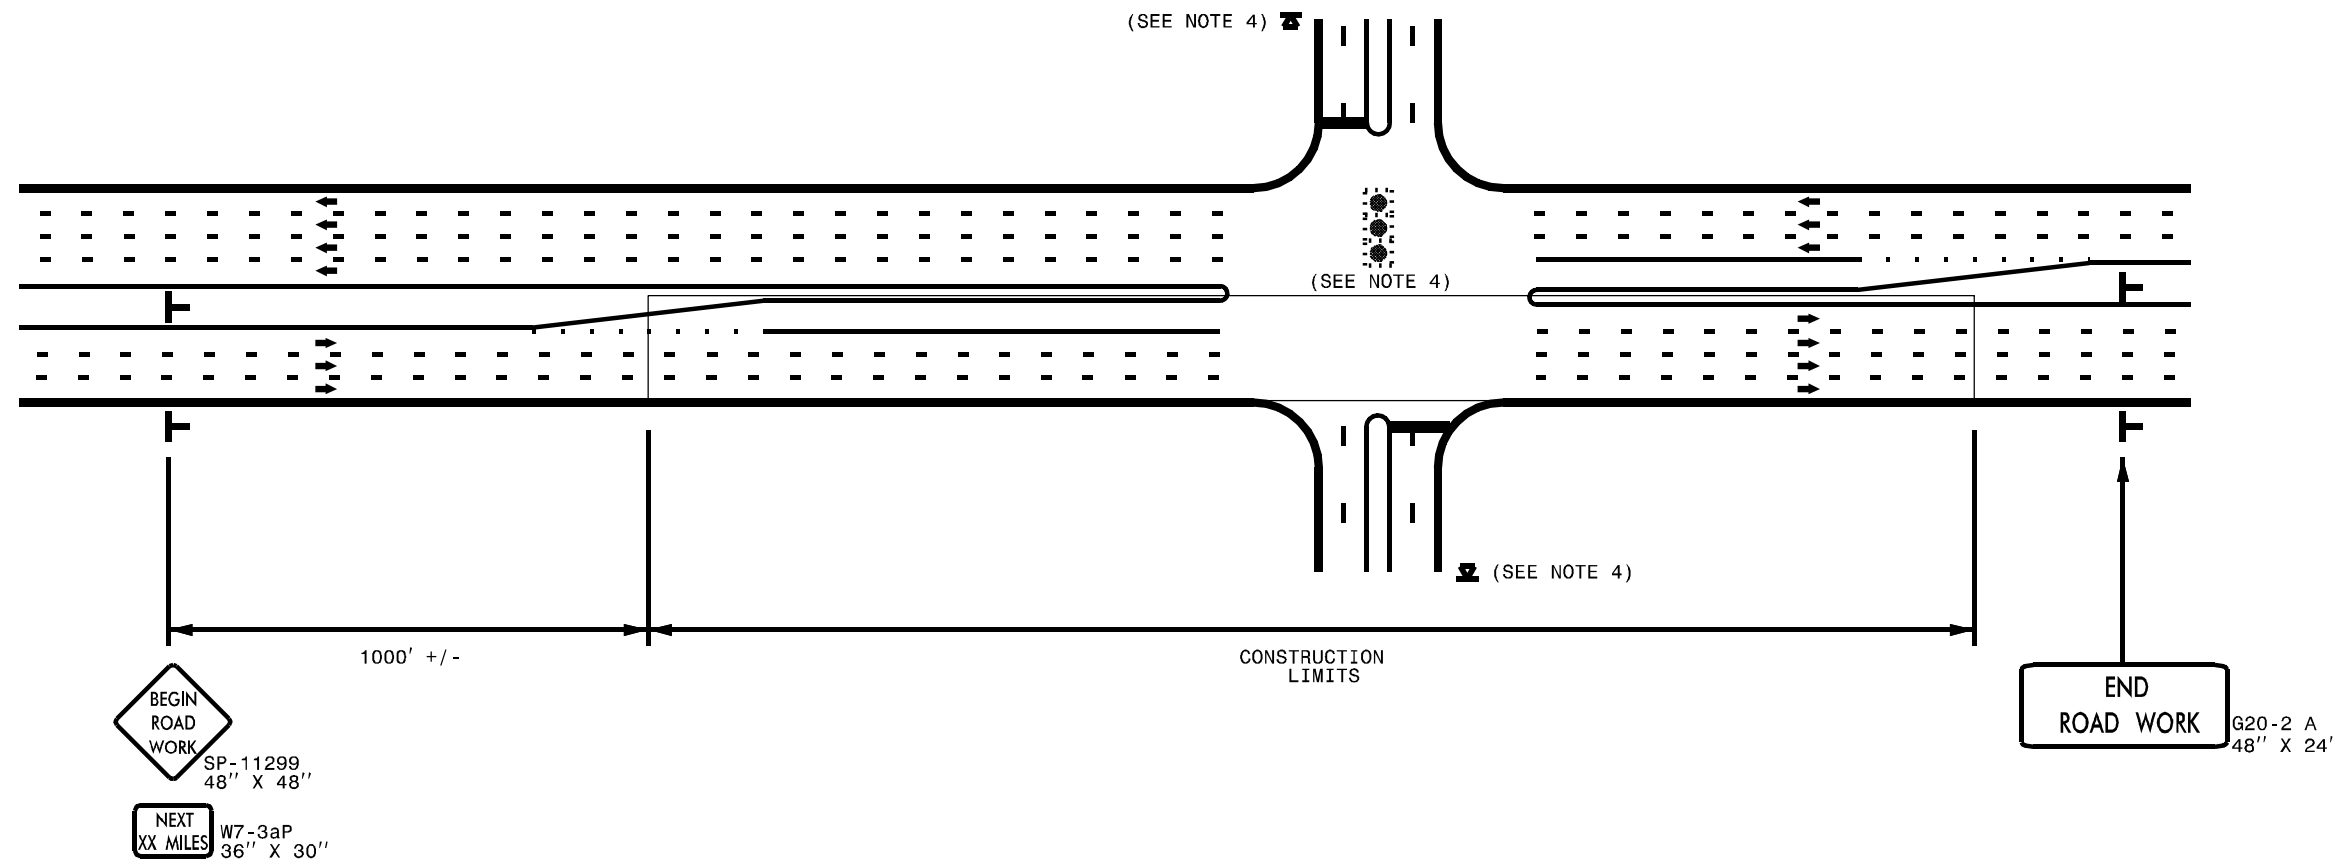 (SEE NOTE 4)
(SEE NOTE 4)
(SEE NOTE 4)
1000' +/-
CONSTRUCTION
LIMITS
BEGIN
ROAD
WORK
SP-11299
48'' X 48''
NEXT
XX MILES
W7-3aP
36'' X 30''
END
ROAD WORK
G20-2 A
48'' X 24'